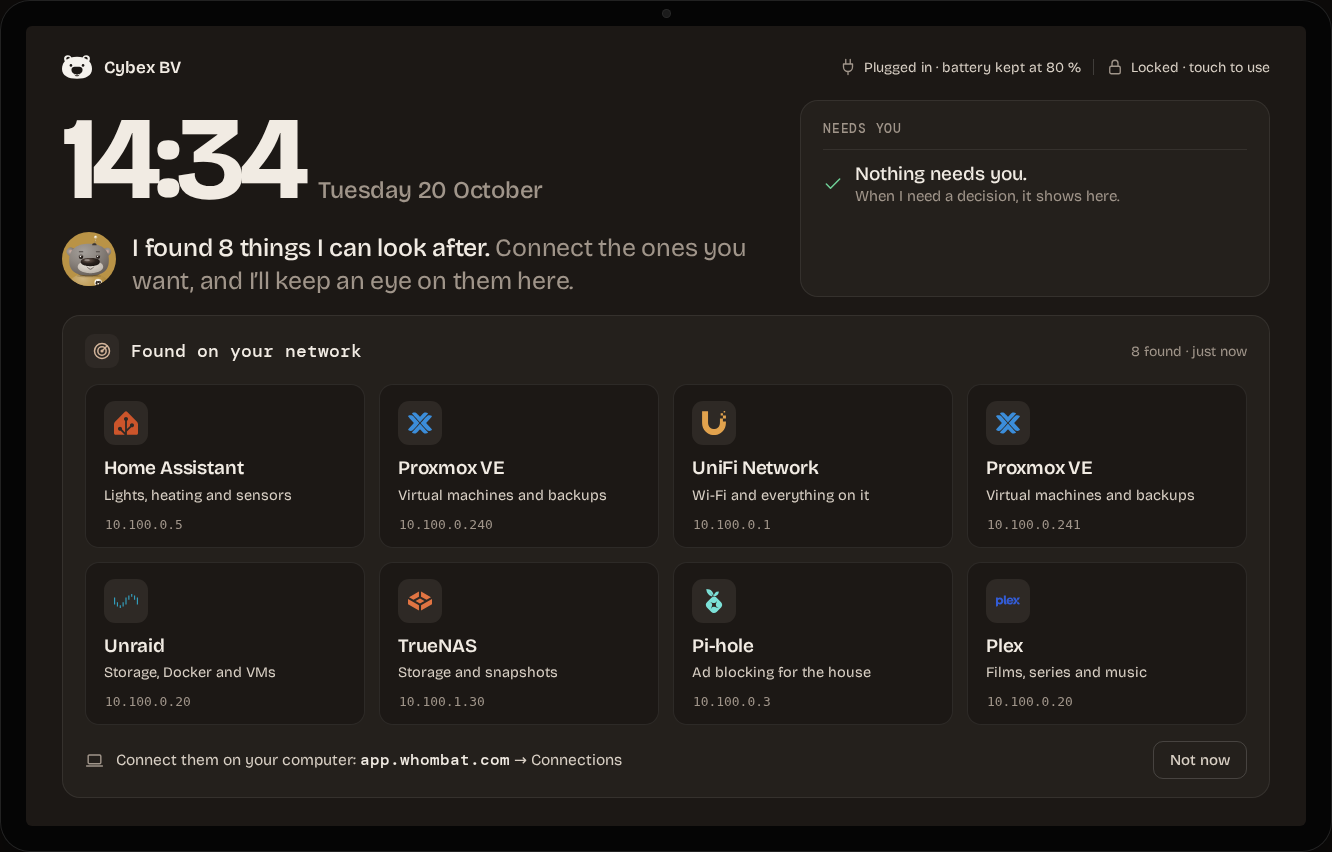 Cybex BV
Plugged in · battery kept at 80 %
Locked · touch to use
14:34
Tuesday 20 October
I found 8 things I can look after. Connect the ones you
want, and I'll keep an eye on them here.
NEEDS YOU
Nothing needs you.
When I need a decision, it shows here.
Found on your network
8 found · just now
Home Assistant
Lights, heating and sensors
10.100.0.5
Proxmox VE
Virtual machines and backups
10.100.0.240
UniFi Network
Wi-Fi and everything on it
10.100.0.1
Proxmox VE
Virtual machines and backups
10.100.0.241
Unraid
Storage, Docker and VMs
10.100.0.20
TrueNAS
Storage and snapshots
10.100.1.30
Pi-hole
Ad blocking for the house
10.100.0.3
plex
Plex
Films, series and music
10.100.0.20
Connect them on your computer: app.whombat.com → Connections
Not now